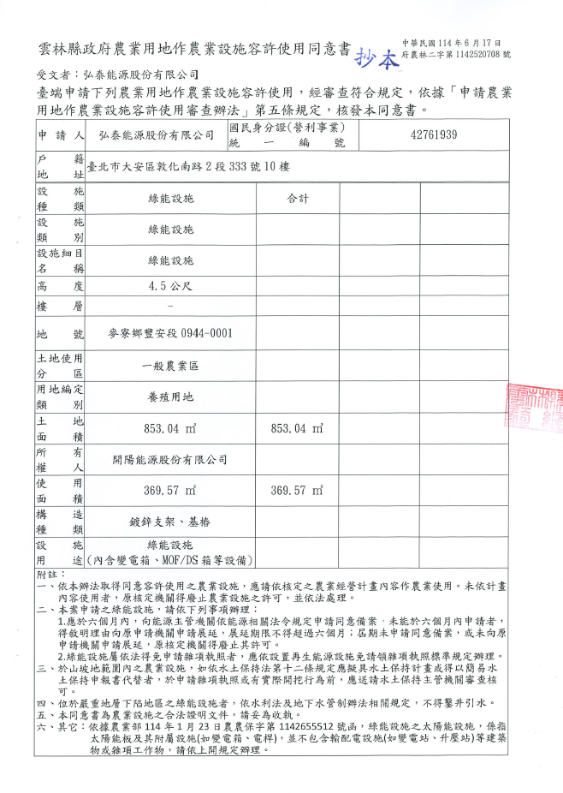 雲林縣政府農業用地作農業設施容許使用同意書
抄本
中華民國 114 年 6 月 17 日
府農林二字第 1142520708 號
受文者：弘泰能源股份有限公司
臺端申請下列農業用地作農業設施容許使用，經審查符合規定，依據「申請農業
用地作農業設施容許使用審查辦法」第五條規定，核發本同意書。
申請人 弘泰能源股份有限公司 國民身分證(營利事業)統一編號 42761939
戶籍地址 臺北市大安區敦化南路 2 段 333 號 10 樓
設施種類 綠能設施 合計
設施類別 綠能設施
設施細目名稱 綠能設施
高度 4.5 公尺
樓層 －
地號 麥寮鄉豐安段 0944-0001
土地使用分區 一般農業區
用地編定類別 養殖用地
土地面積 853.04 ㎡ 853.04 ㎡
所有權人 開陽能源股份有限公司
使用面積 369.57 ㎡ 369.57 ㎡
構造種類 鍍鋅支架、基樁
設施用途 綠能設施
(內含變電箱、MOF/DS 箱等設備)
附註：
一、依本辦法取得同意容許使用之農業設施，應請依核定之農業經營計畫內容作農業使用。未依計畫
內容使用者，原核定機關得廢止農業設施之許可，並依法處理。
二、本案申請之綠能設施，請依下列事項辦理：
1.應於六個月內，向能源主管機關依能源相關法令規定申請同意備案，未能於六個月內申請者，
得敘明理由向原申請機關申請展延，展延期限不得超過六個月；屆期未申請同意備案，或未向原
申請機關申請展延，原核定機關得廢止其許可。
2.綠能設施屬依法得免申請雜項執照者，應依設置再生能源設施免請領雜項執照標準規定辦理。
三、於山坡地範圍內之農業設施，如依水土保持法第十二條規定應擬具水土保持計畫或得以簡易水
土保持申報書代替者，於申請雜項執照或有實際開挖行為前，應送請水土保持主管機關審查核
可。
四、位於嚴重地層下陷地區之綠能設施者，依水利法及地下水管制辦法相關規定，不得鑿井引水。
五、本同意書為農業設施之合法證明文件，請妥為收執。
六、其它：依據農業部 114 年 1 月 23 日農農保字第 1142655512 號函，綠能設施之太陽能設施，係指
太陽能板及其附屬設施(如變電箱、電桿)，並不包含輸配電設施(如變電站、升壓站)等建築
物或雜項工作物，請依上開規定辦理。